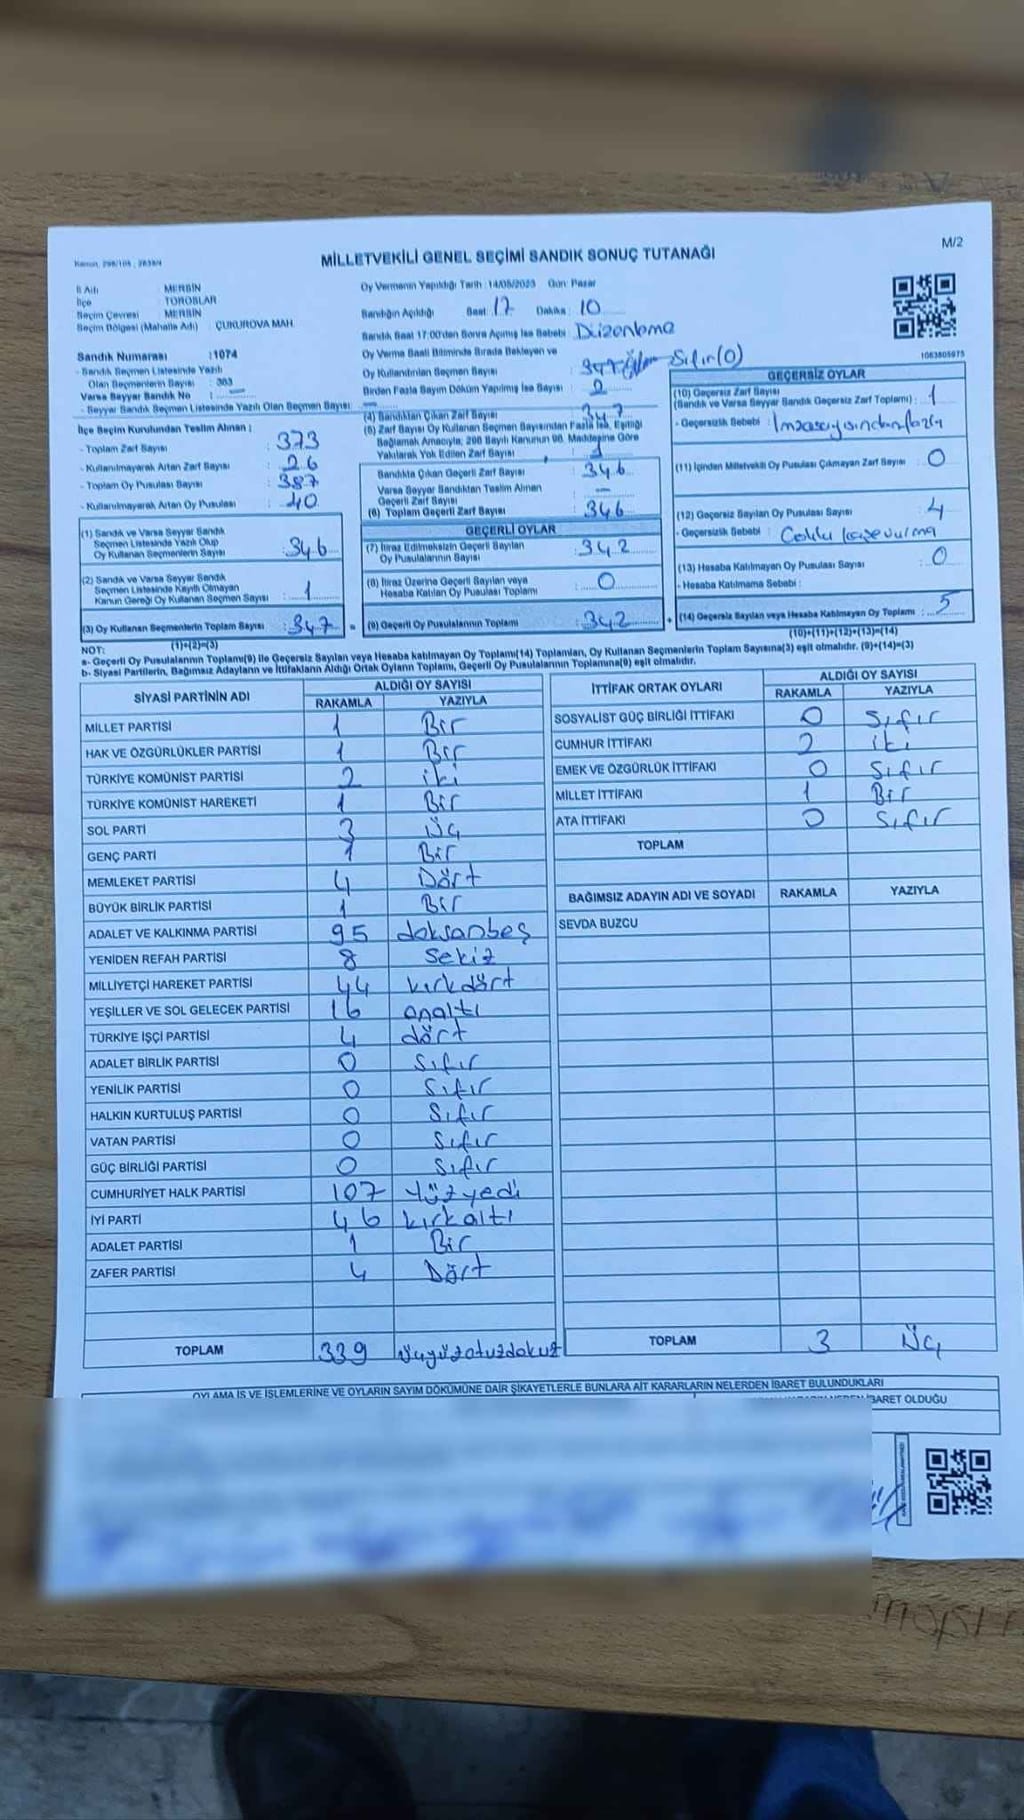 M/2
MİLLETVEKİLİ GENEL SEÇİMİ SANDIK SONUÇ TUTANAĞI
Kanun, 298/105 , 2839/4
İl Adı : MERSİN
İlçe : TOROSLAR
Seçim Çevresi : MERSİN
Seçim Bölgesi (Mahalle Adı) : ÇUKUROVA MAH.
Sandık Numarası : 1074
- Sandık Seçmen Listesinde Yazılı
Olan Seçmenlerin Sayısı : 383
Varsa Seyyar Sandık No :
- Seyyar Sandık Seçmen Listesinde Yazılı Olan Seçmen Sayısı:
İlçe Seçim Kurulundan Teslim Alınan :
- Toplam Zarf Sayısı : 373
- Kullanılmayarak Artan Zarf Sayısı : 26
- Toplam Oy Pusulası Sayısı : 387
- Kullanılmayarak Artan Oy Pusulası : 40
(1) Sandık ve Varsa Seyyar Sandık
Seçmen Listesinde Yazılı Olup
Oy Kullanan Seçmenlerin Sayısı : 346
(2) Sandık ve Varsa Seyyar Sandık
Seçmen Listesinde Kayıtlı Olmayan
Kanun Gereği Oy Kullanan Seçmen Sayısı : 1
(3) Oy Kullanan Seçmenlerin Toplam Sayısı : 347 =
(1)+(2)=(3)
Oy Vermenin Yapıldığı Tarih : 14/05/2023 Gün: Pazar
Sandığın Açıldığı Saat : 17 Dakika : 10
Sandık Saat 17:00'den Sonra Açılmış İse Sebebi : Düzenleme
Oy Verme Saati Bitiminde Sırada Bekleyen ve
Oy Kullandırılan Seçmen Sayısı : Sıfır (0)
Birden Fazla Sayım Döküm Yapılmış İse Sayısı : 2
(4) Sandıktan Çıkan Zarf Sayısı : 347
(5) Zarf Sayısı Oy Kullanan Seçmen Sayısından Fazla İse, Eşitliği
Sağlamak Amacıyla, 298 Sayılı Kanunun 98. Maddesine Göre
Yakılarak Yok Edilen Zarf Sayısı : 1
Sandıkta Çıkan Geçerli Zarf Sayısı : 346
Varsa Seyyar Sandıktan Teslim Alınan
Geçerli Zarf Sayısı : —
(6) Toplam Geçerli Zarf Sayısı : 346
GEÇERLİ OYLAR
(7) İtiraz Edilmeksizin Geçerli Sayılan
Oy Pusulasının Sayısı : 342
(8) İtiraz Üzerine Geçerli Sayılan veya
Hesaba Katılan Oy Pusulası Toplamı : 0
(9) Geçerli Oy Pusulalarının Toplamı : 342 +
1083805975
GEÇERSİZ OYLAR
(10) Geçersiz Zarf Sayısı
(Sandık ve Varsa Seyyar Sandık Geçersiz Zarf Toplamı) : 1
- Geçersizlik Sebebi :
(11) İçinden Milletvekili Oy Pusulası Çıkmayan Zarf Sayısı : 0
(12) Geçersiz Sayılan Oy Pusulası Sayısı : 4
- Geçersizlik Sebebi :
(13) Hesaba Katılmayan Oy Pusulası Sayısı : 0
- Hesaba Katılmama Sebebi :
(14) Geçersiz Sayılan veya Hesaba Katılmayan Oy Toplamı : 5
(10)+(11)+(12)+(13)=(14)
NOT:
a- Geçerli Oy Pusulalarının Toplamı(9) ile Geçersiz Sayılan veya Hesaba katılmayan Oy Toplamı(14) Toplamları, Oy Kullanan Seçmenlerin Toplam Sayısına(3) eşit olmalıdır. (9)+(14)=(3)
b- Siyasi Partilerin, Bağımsız Adayların ve İttifakların Aldığı Ortak Oyların Toplamı, Geçerli Oy Pusulalarının Toplamına(9) eşit olmalıdır.
SİYASİ PARTİNİN ADI ALDIĞI OY SAYISI
RAKAMLA YAZIYLA
MİLLET PARTİSİ 1 Bir
HAK VE ÖZGÜRLÜKLER PARTİSİ 1 Bir
TÜRKİYE KOMÜNİST PARTİSİ 2 iki
TÜRKİYE KOMÜNİST HAREKETİ 1 Bir
SOL PARTİ 3 Üç
GENÇ PARTİ 1 Bir
MEMLEKET PARTİSİ 4 Dört
BÜYÜK BİRLİK PARTİSİ 1 Bir
ADALET VE KALKINMA PARTİSİ 95 doksanbeş
YENİDEN REFAH PARTİSİ 8 sekiz
MİLLİYETÇİ HAREKET PARTİSİ 44 kırkdört
YEŞİLLER VE SOL GELECEK PARTİSİ 16 onaltı
TÜRKİYE İŞÇİ PARTİSİ 4 dört
ADALET BİRLİK PARTİSİ 0 Sıfır
YENİLİK PARTİSİ 0 Sıfır
HALKIN KURTULUŞ PARTİSİ 0 Sıfır
VATAN PARTİSİ 0 Sıfır
GÜÇ BİRLİĞİ PARTİSİ 0 Sıfır
CUMHURİYET HALK PARTİSİ 107 Yüzyedi
İYİ PARTİ 46 kırkaltı
ADALET PARTİSİ 1 Bir
ZAFER PARTİSİ 4 Dört
TOPLAM 339 üçyüzotuzdokuz
İTTİFAK ORTAK OYLARI ALDIĞI OY SAYISI
RAKAMLA YAZIYLA
SOSYALİST GÜÇ BİRLİĞİ İTTİFAKI 0 Sıfır
CUMHUR İTTİFAKI 2 iki
EMEK VE ÖZGÜRLÜK İTTİFAKI 0 Sıfır
MİLLET İTTİFAKI 1 Bir
ATA İTTİFAKI 0 Sıfır
TOPLAM
BAĞIMSIZ ADAYIN ADI VE SOYADI RAKAMLA YAZIYLA
SEVDA BUZCU
TOPLAM 3 Üç
OYLAMA İŞ VE İŞLEMLERİNE VE OYLARIN SAYIM DÖKÜMÜNE DAİR ŞİKAYETLERLE BUNLARA AİT KARARLARIN NELERDEN İBARET BULUNDUKLARI
İBARET OLDUĞU